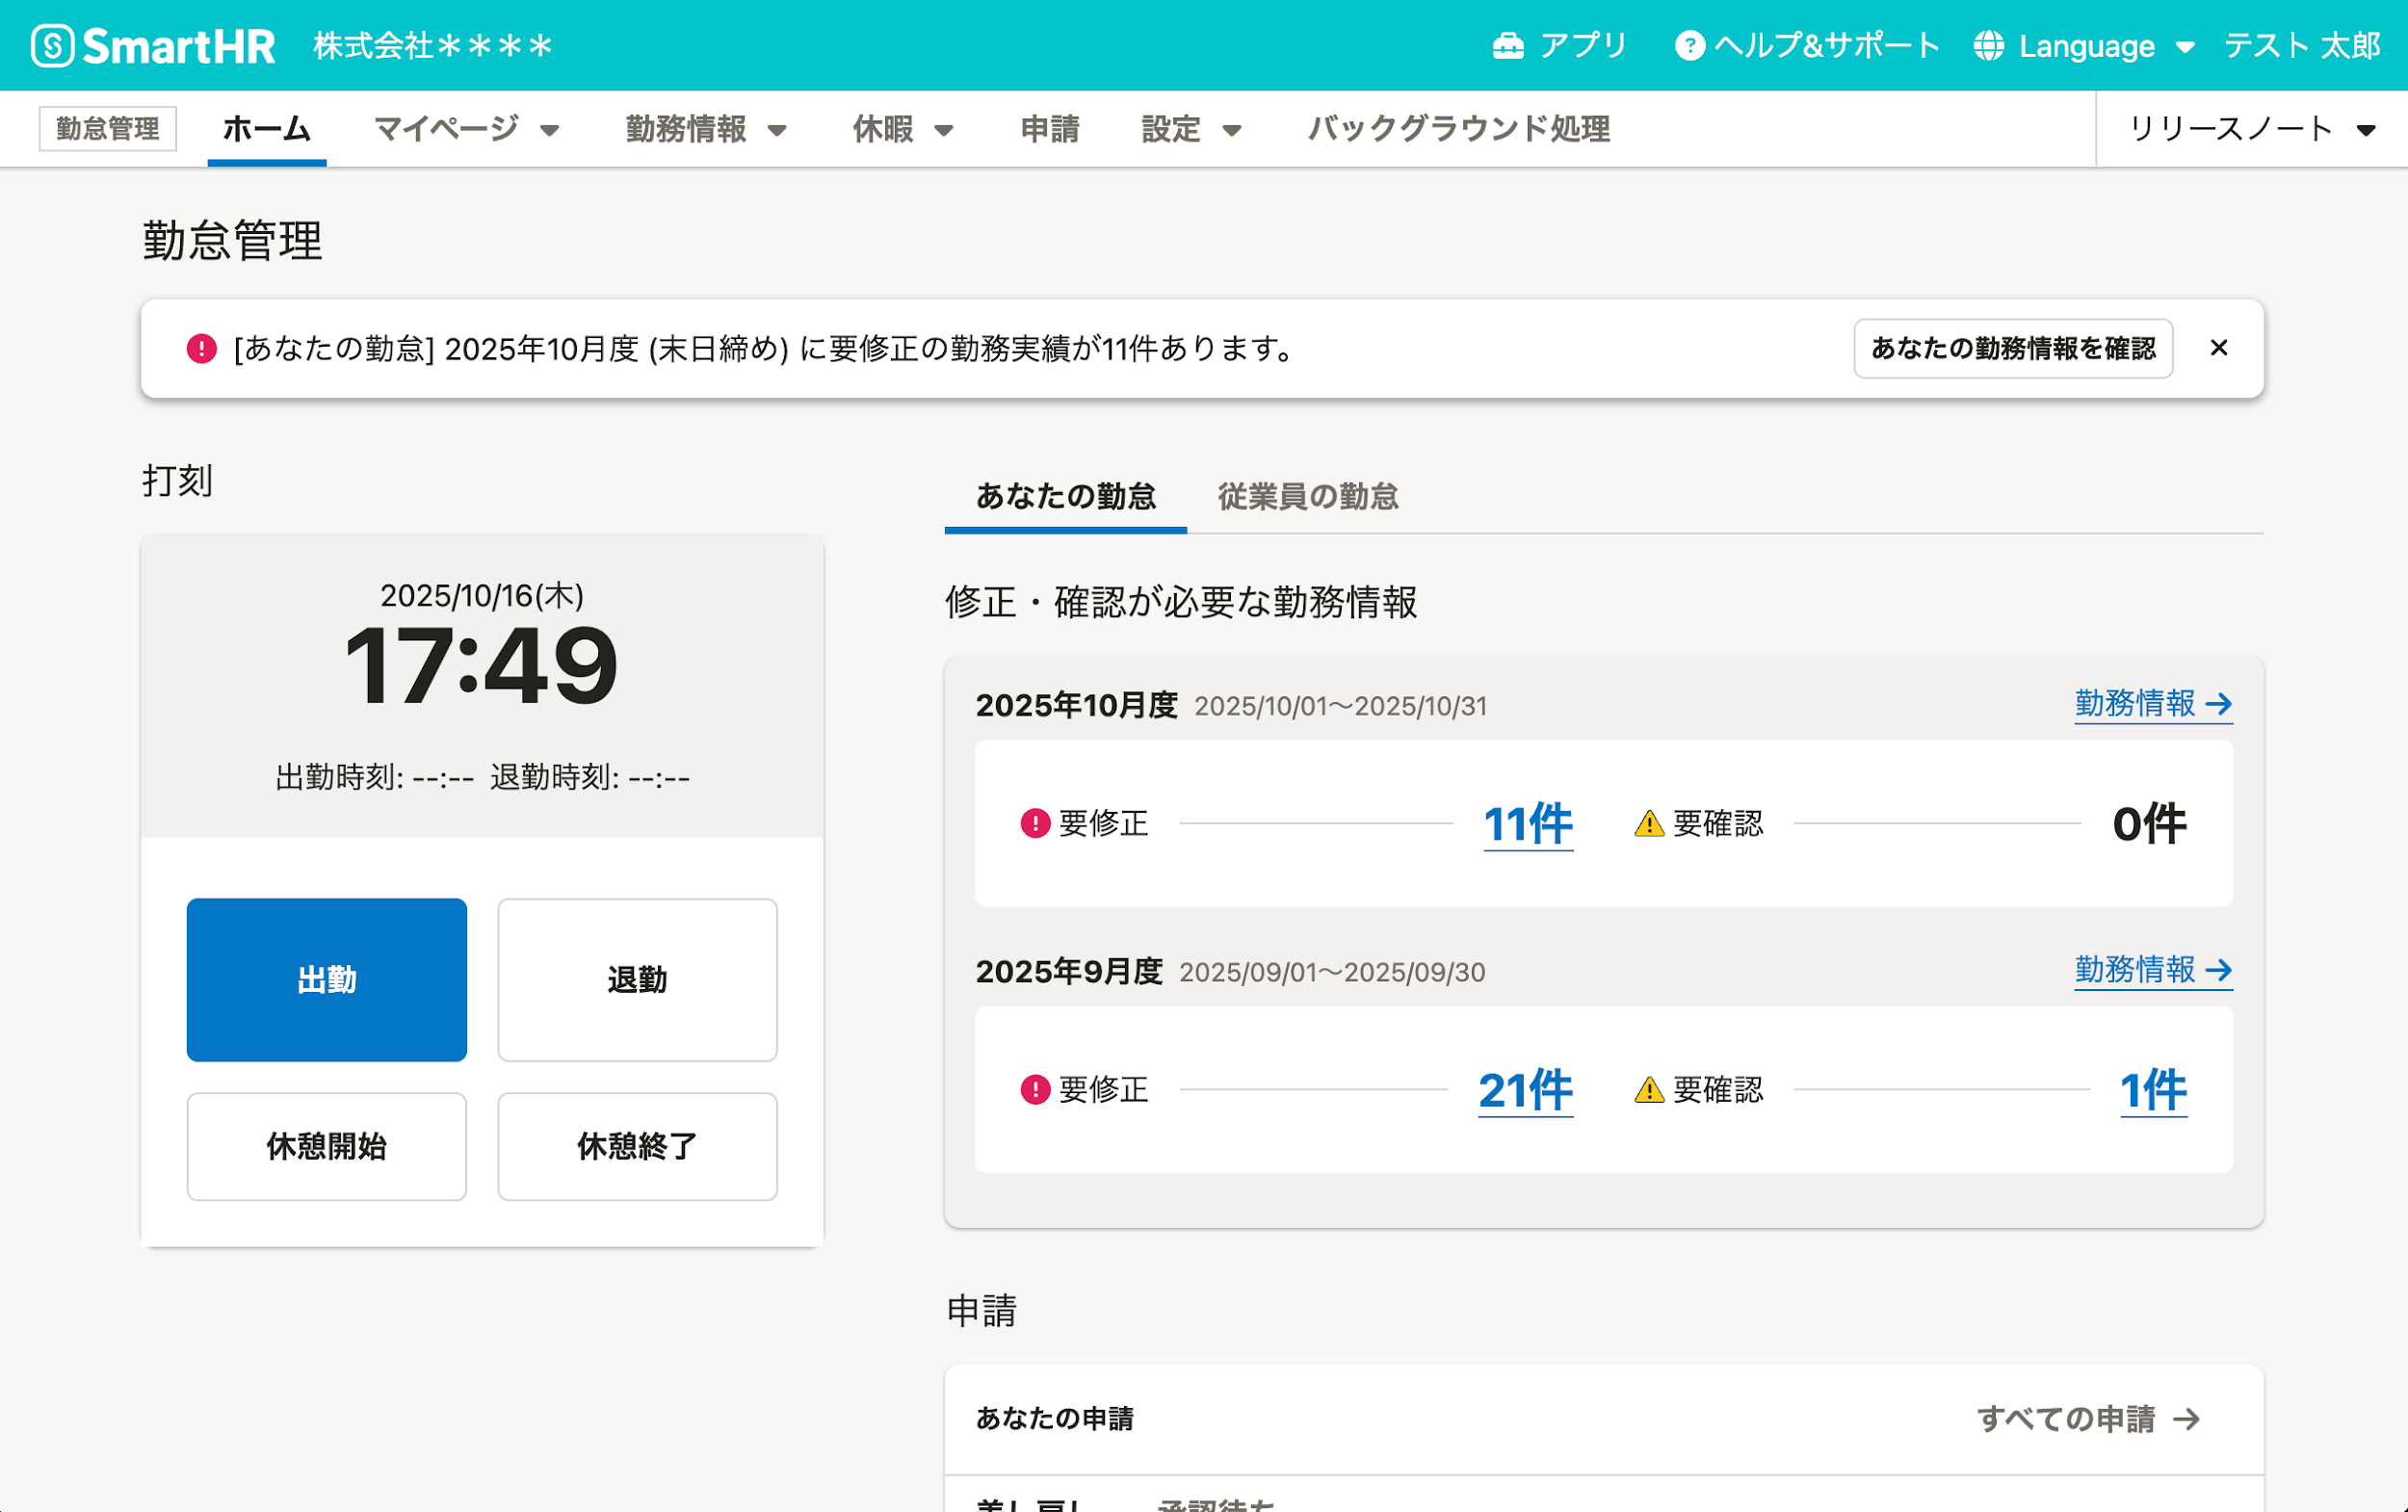 SmartHR 株式会社＊＊＊＊ アプリ ヘルプ&サポート Language テスト 太郎
勤怠管理 ホーム マイページ 勤務情報 休暇 申請 設定 バックグラウンド処理 リリースノート
勤怠管理
[あなたの勤怠] 2025年10月度 (末日締め) に要修正の勤務実績が11件あります。 あなたの勤務情報を確認
打刻
2025/10/16(木)
17:49
出勤時刻: --:-- 退勤時刻: --:--
出勤 退勤
休憩開始 休憩終了
あなたの勤怠 従業員の勤怠
修正・確認が必要な勤務情報
2025年10月度 2025/10/01〜2025/10/31 勤務情報
要修正 11件 要確認 0件
2025年9月度 2025/09/01〜2025/09/30 勤務情報
要修正 21件 要確認 1件
申請
あなたの申請 すべての申請
差し戻し 承認待ち